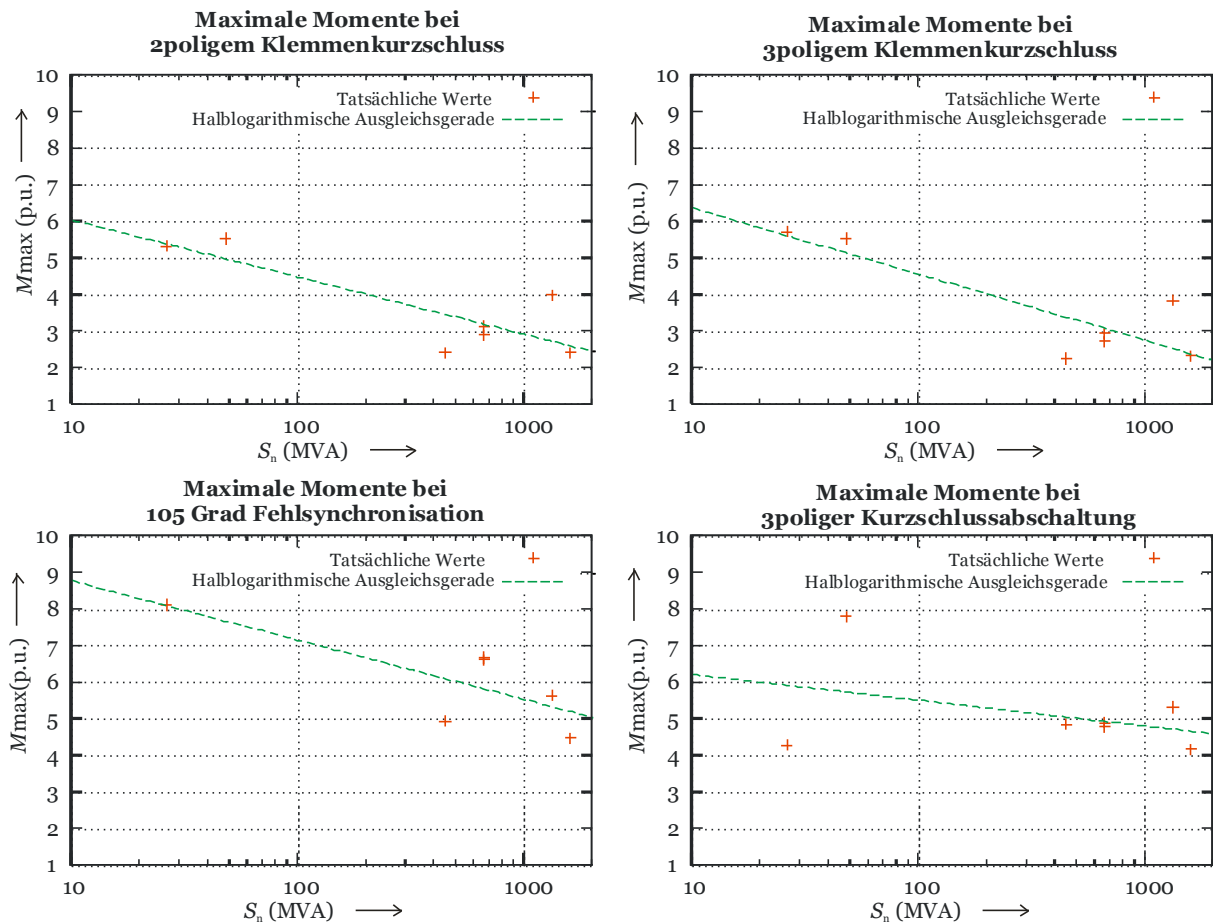 Maximale Momente bei
2poligem Klemmenkurzschluss
10
9
8
7
6
5
4
3
2
1
Mmax (p.u.)
Tatsächliche Werte
Halblogarithmische Ausgleichsgerade
10
100
1000
Sn (MVA)
Maximale Momente bei
3poligem Klemmenkurzschluss
10
9
8
7
6
5
4
3
2
1
Mmax (p.u.)
Tatsächliche Werte
Halblogarithmische Ausgleichsgerade
10
100
1000
Sn (MVA)
Maximale Momente bei
105 Grad Fehlsynchronisation
10
9
8
7
6
5
4
3
2
1
Mmax(p.u.)
Tatsächliche Werte
Halblogarithmische Ausgleichsgerade
10
100
1000
Sn (MVA)
Maximale Momente bei
3poliger Kurzschlussabschaltung
10
9
8
7
6
5
4
3
2
1
Mmax(p.u.)
Tatsächliche Werte
Halblogarithmische Ausgleichsgerade
10
100
1000
Sn (MVA)